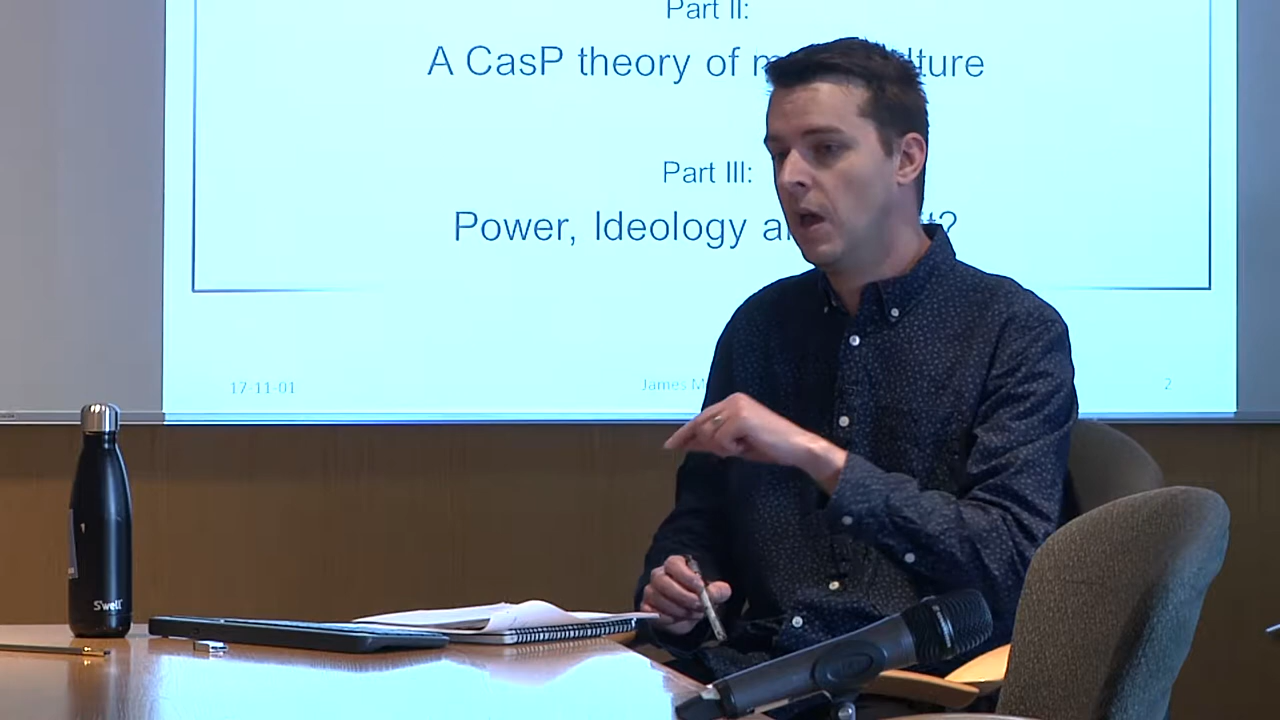 Part II:
A CasP theory of m lture
Part III:
Power, Ideology a t?
17-11-01
James M
2
S'well